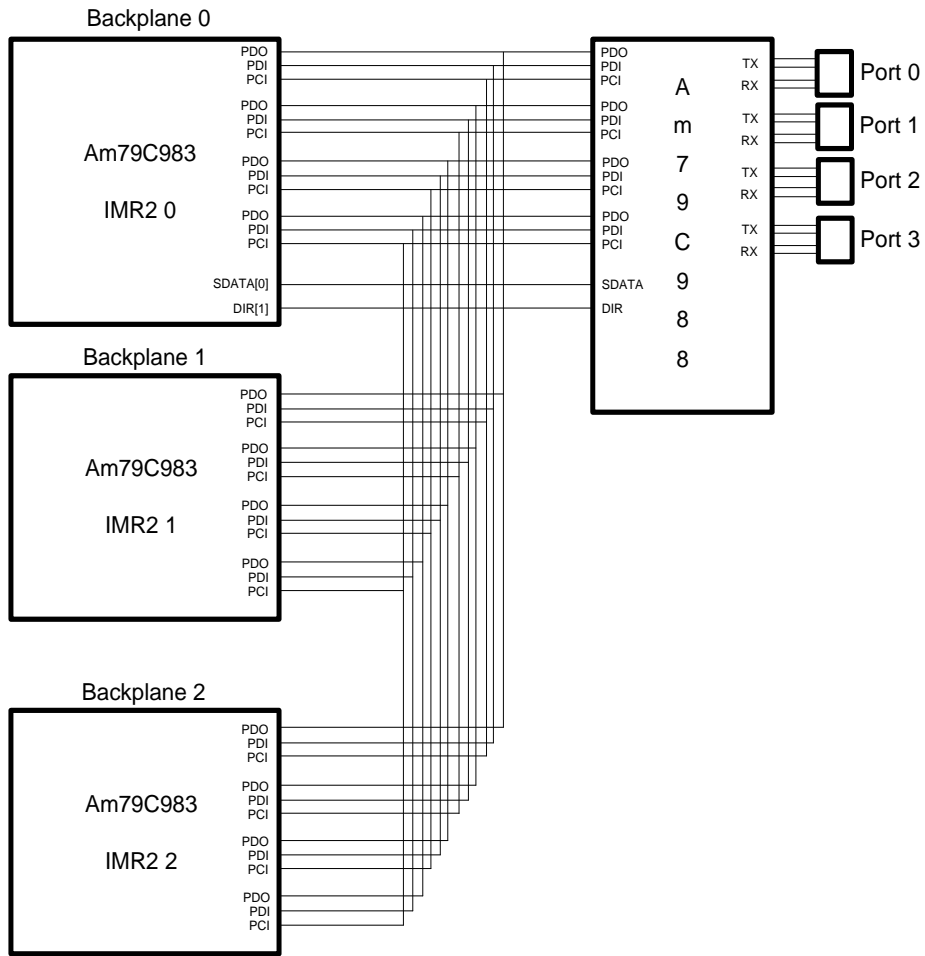 Backplane 0
PDO
PDI
PCI
PDO
PDI
PCI
PDO
PDI
PCI
PDO
PDI
PCI
Am79C983
IMR2 0
SDATA[0]
DIR[1]
PDO
PDI
PCI
PDO
PDI
PCI
PDO
PDI
PCI
PDO
PDI
PCI
SDATA
DIR
A
m
7
9
C
9
8
8
TX
RX
TX
RX
TX
RX
TX
RX
Port 0
Port 1
Port 2
Port 3
Backplane 1
PDO
PDI
PCI
PDO
PDI
PCI
PDO
PDI
PCI
PDO
PDI
PCI
Am79C983
IMR2 1
Backplane 2
PDO
PDI
PCI
PDO
PDI
PCI
PDO
PDI
PCI
PDO
PDI
PCI
Am79C983
IMR2 2